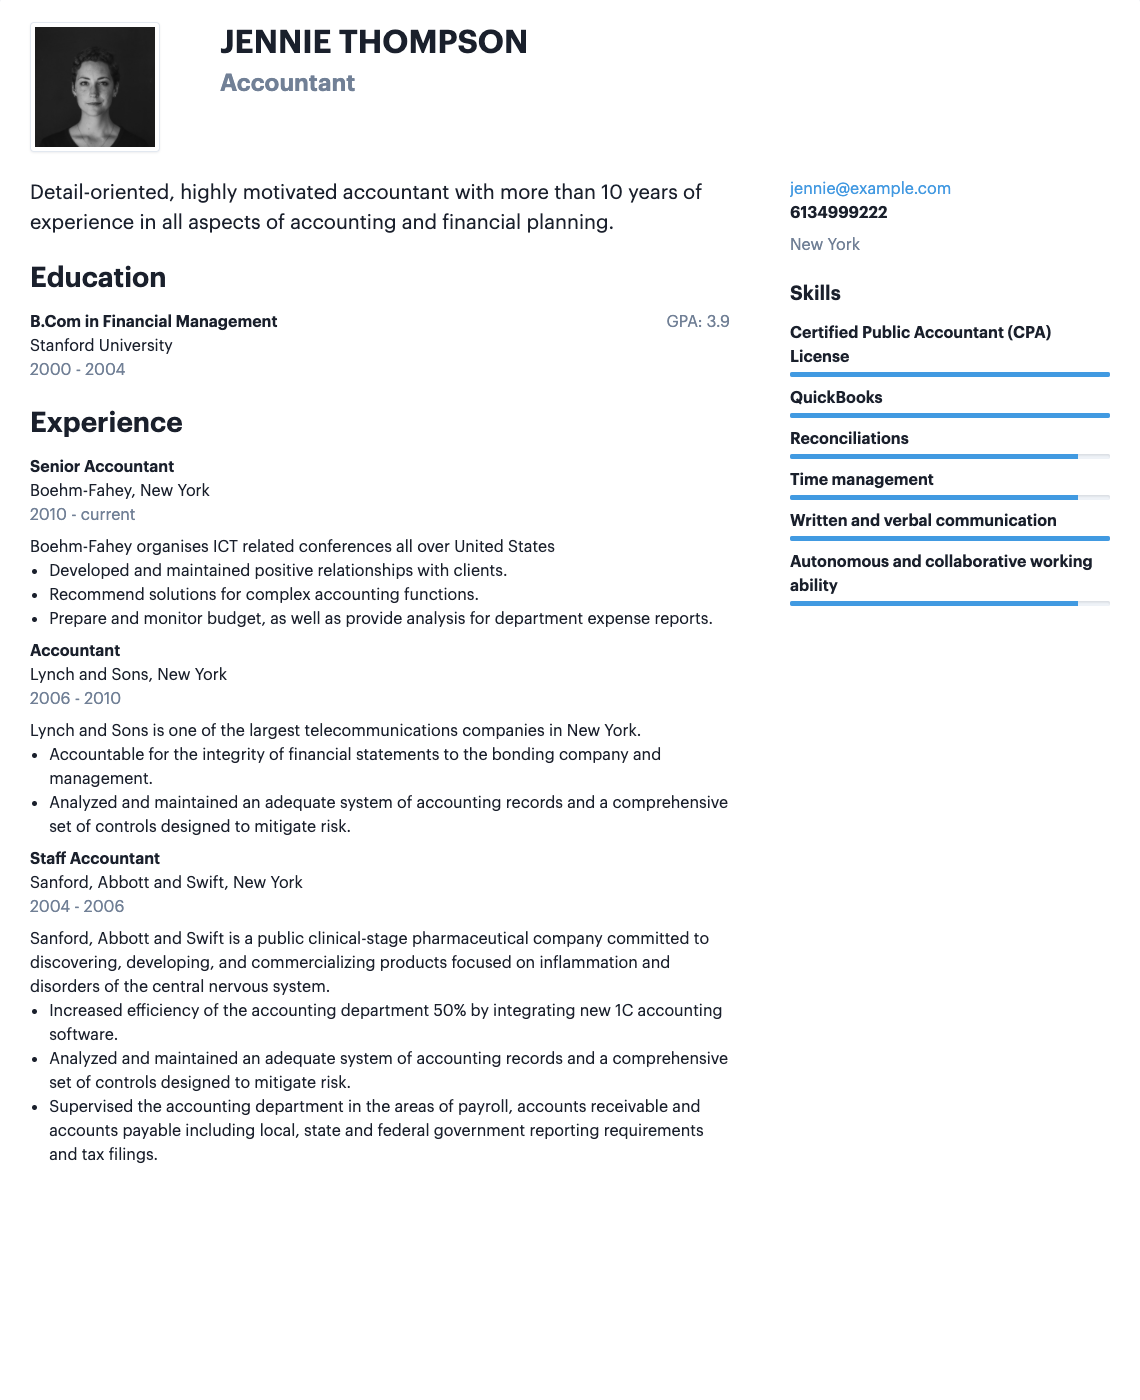 JENNIE THOMPSON
Accountant
Detail-oriented, highly motivated accountant with more than 10 years of
experience in all aspects of accounting and financial planning.
Education
B.Com in Financial Management
GPA: 3.9
Stanford University
2000 - 2004
Experience
Senior Accountant
Boehm-Fahey, New York
2010 - current
Boehm-Fahey organises ICT related conferences all over United States
• Developed and maintained positive relationships with clients.
• Recommend solutions for complex accounting functions.
• Prepare and monitor budget, as well as provide analysis for department expense reports.
Accountant
Lynch and Sons, New York
2006 - 2010
Lynch and Sons is one of the largest telecommunications companies in New York.
• Accountable for the integrity of financial statements to the bonding company and
management.
• Analyzed and maintained an adequate system of accounting records and a comprehensive
set of controls designed to mitigate risk.
Staff Accountant
Sanford, Abbott and Swift, New York
2004 - 2006
Sanford, Abbott and Swift is a public clinical-stage pharmaceutical company committed to
discovering, developing, and commercializing products focused on inflammation and
disorders of the central nervous system.
• Increased efficiency of the accounting department 50% by integrating new 1C accounting
software.
• Analyzed and maintained an adequate system of accounting records and a comprehensive
set of controls designed to mitigate risk.
• Supervised the accounting department in the areas of payroll, accounts receivable and
accounts payable including local, state and federal government reporting requirements
and tax filings.
jennie@example.com
6134999222
New York
Skills
Certified Public Accountant (CPA)
License
QuickBooks
Reconciliations
Time management
Written and verbal communication
Autonomous and collaborative working
ability